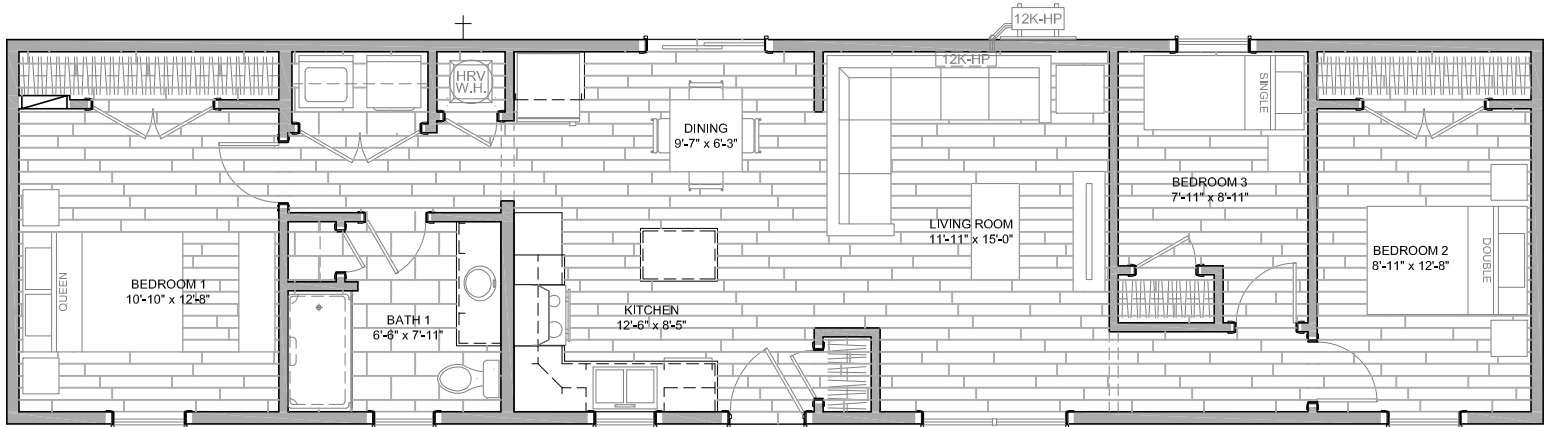 12K-HP
12K-HP
HRV
W.H.
SINGLE
DINING
9'-7" x 6'-3"
BEDROOM 3
7'-11" x 8'-11"
LIVING ROOM
11'-11" x 15'-0"
BEDROOM 2
8'-11" x 12'-8"
DOUBLE
QUEEN
BEDROOM 1
10'-10" x 12'-8"
BATH 1
6'-6" x 7'-11"
KITCHEN
12'-6" x 8'-5"